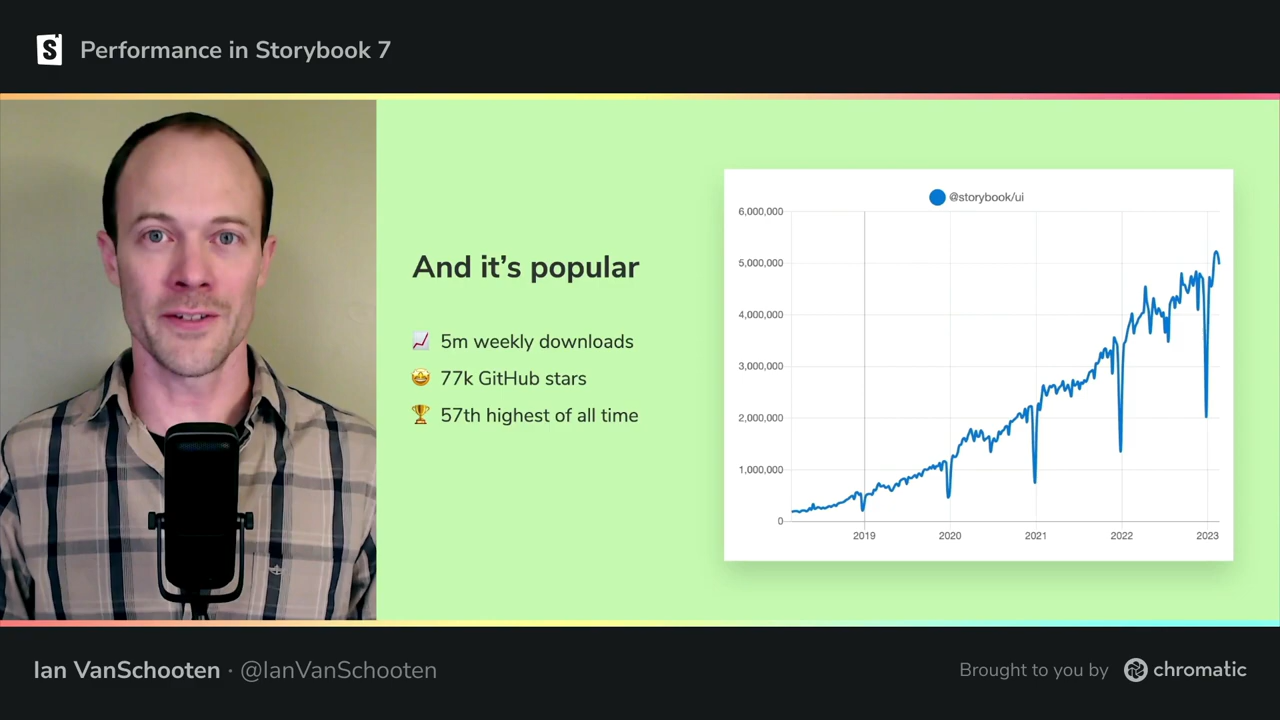 S Performance in Storybook 7
And it’s popular
📈 5m weekly downloads
🤩 77k GitHub stars
🏆 57th highest of all time
@storybook/ui
6,000,000
5,000,000
4,000,000
3,000,000
2,000,000
1,000,000
0
2019 2020 2021 2022 2023
Ian VanSchooten · @IanVanSchooten
Brought to you by chromatic